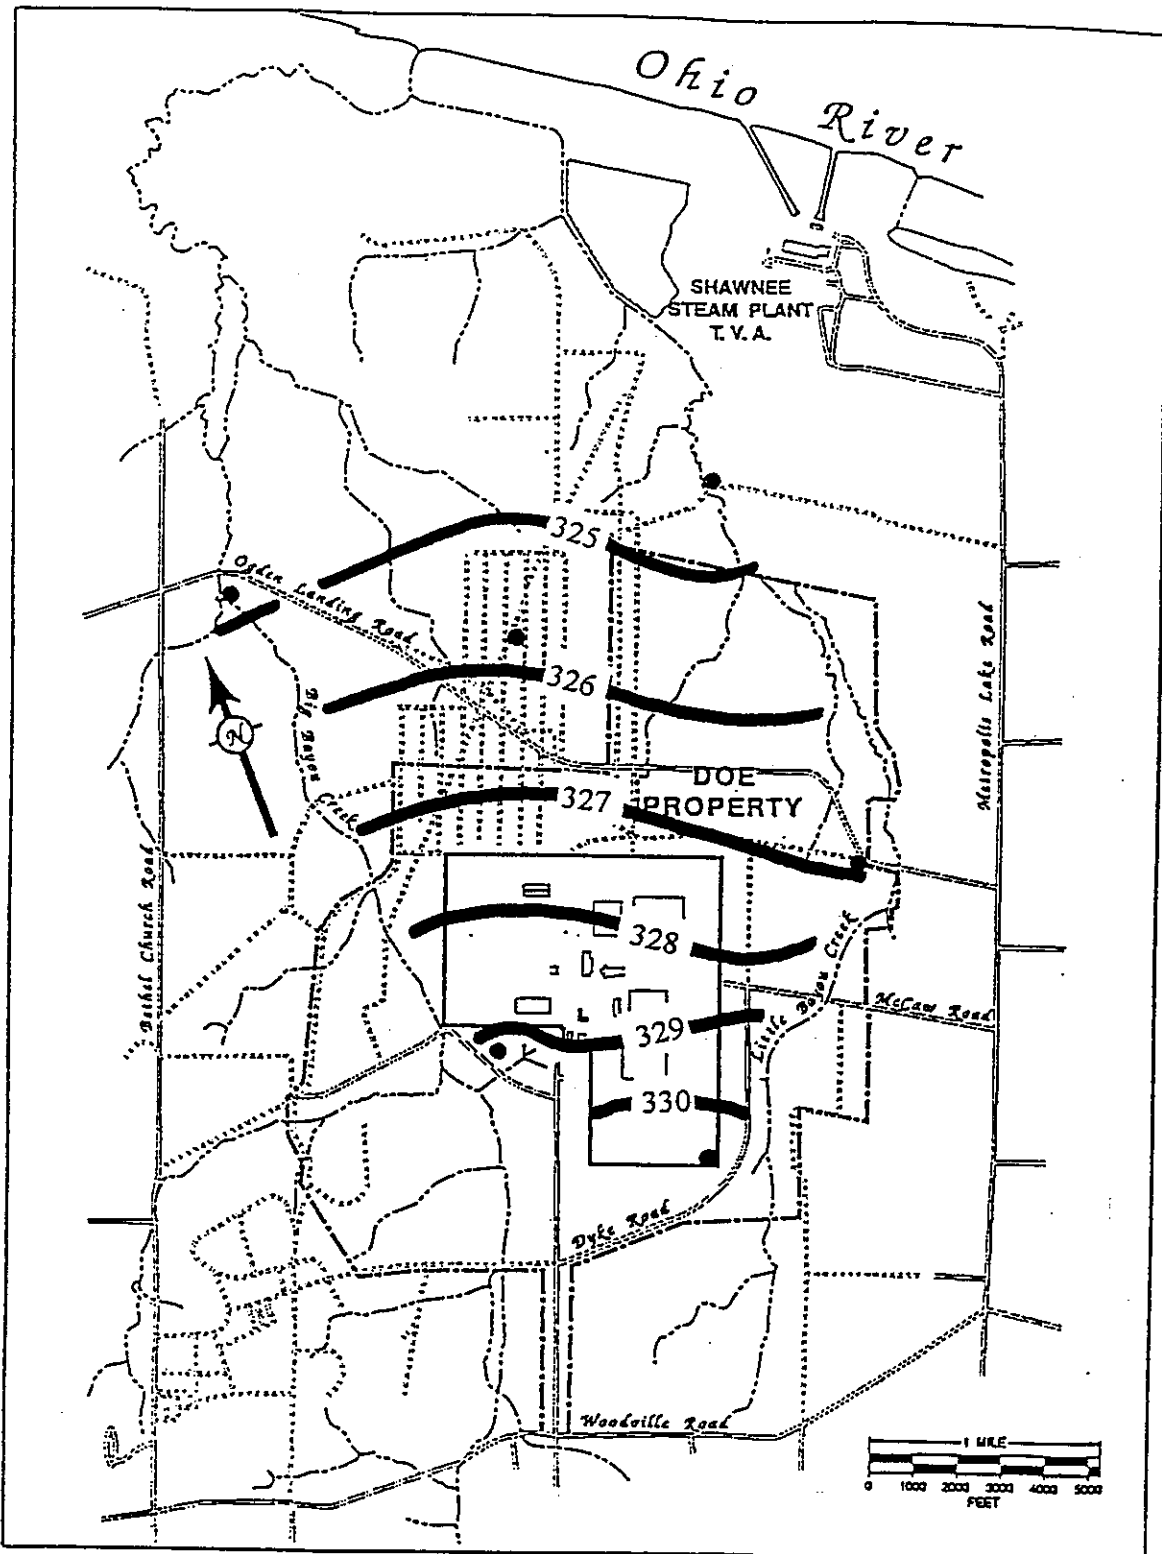 Ohio River
SHAWNEE
STEAM PLANT
T. V. A.
325
Ogden Landing Road
326
Big Bayou Creek
N
Metropolis Lake Road
DOE
PROPERTY
327
Bethel Church Road
328
Little Bayou Creek
McCaw Road
329
330
Dyke Road
Woodville Road
1 MILE
0 1000 2000 3000 4000 5000
FEET